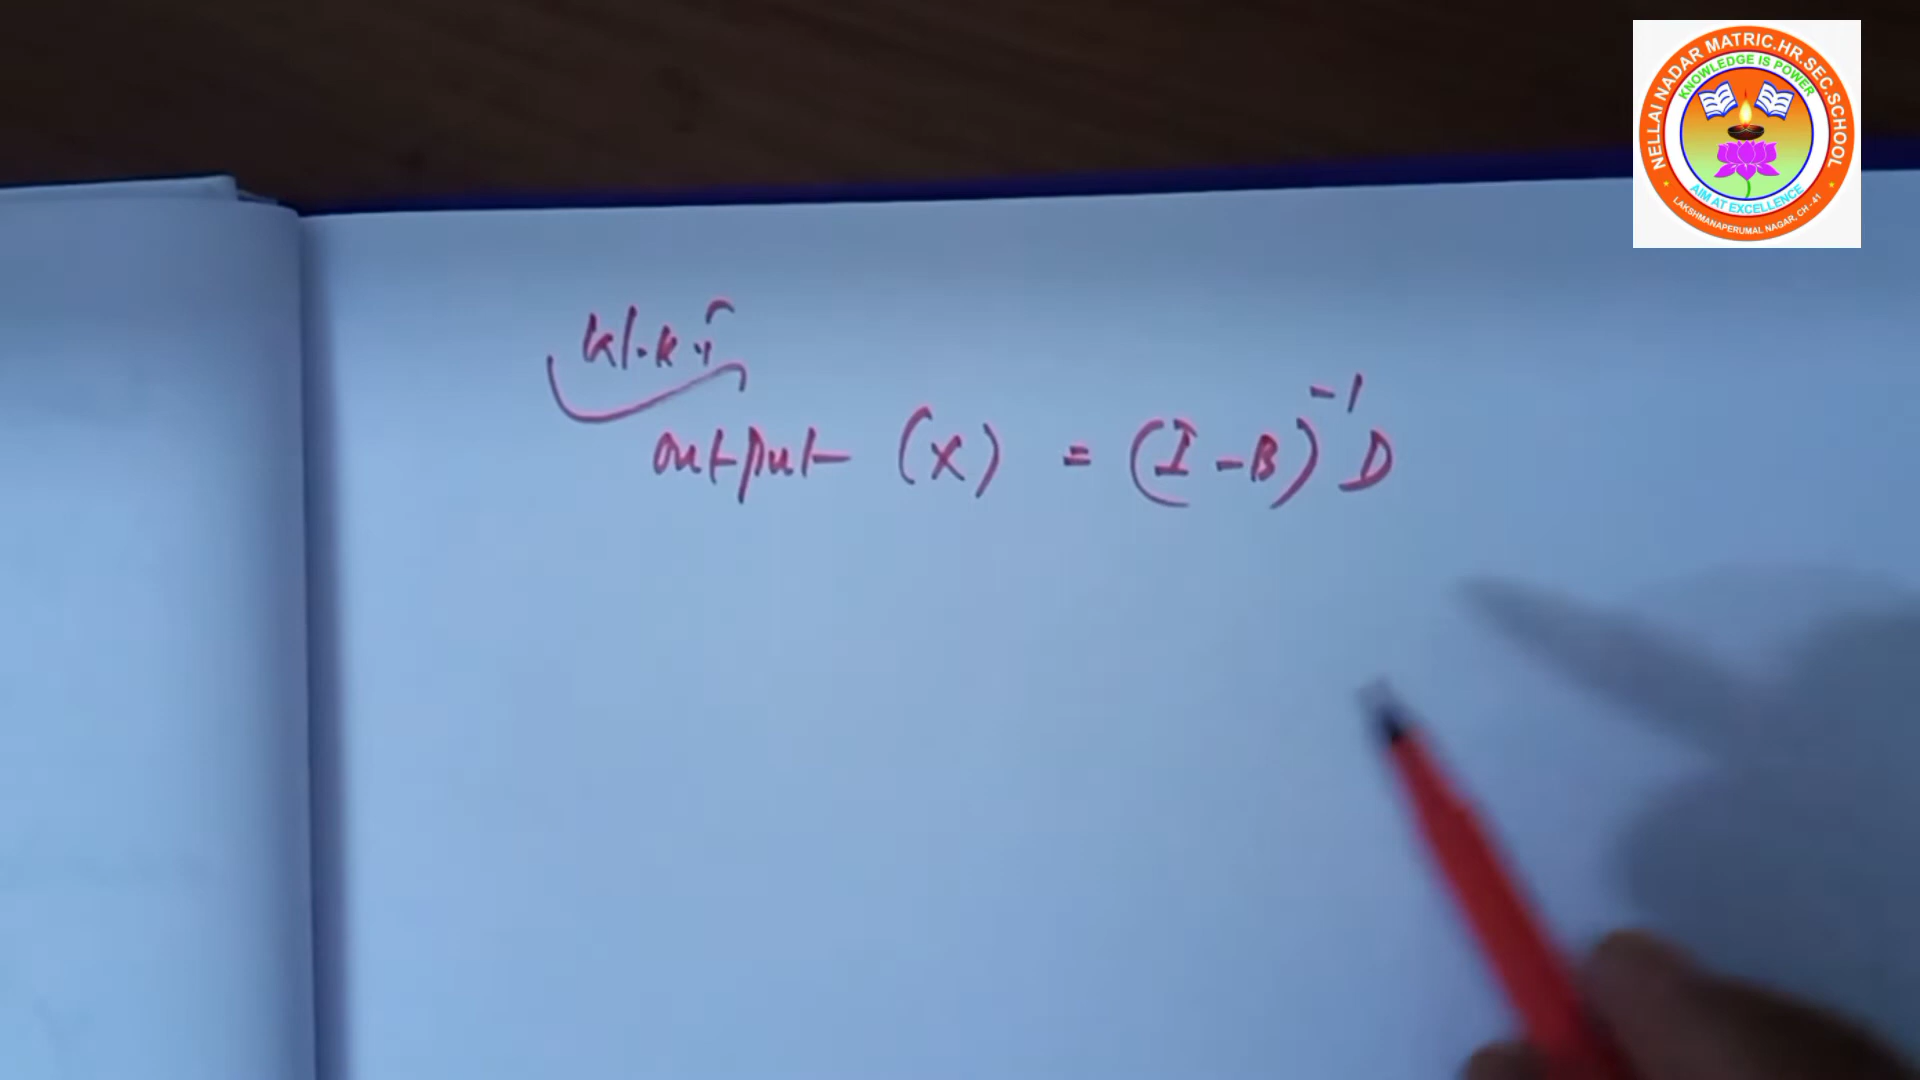 output (x) = (I - B)⁻¹ D
NELLAI NADAR MATRIC.HR.SEC.SCHOOL
KNOWLEDGE IS POWER
AIM AT EXCELLENCE
LAKSHMANAPERUMAL NAGAR, CH - 41